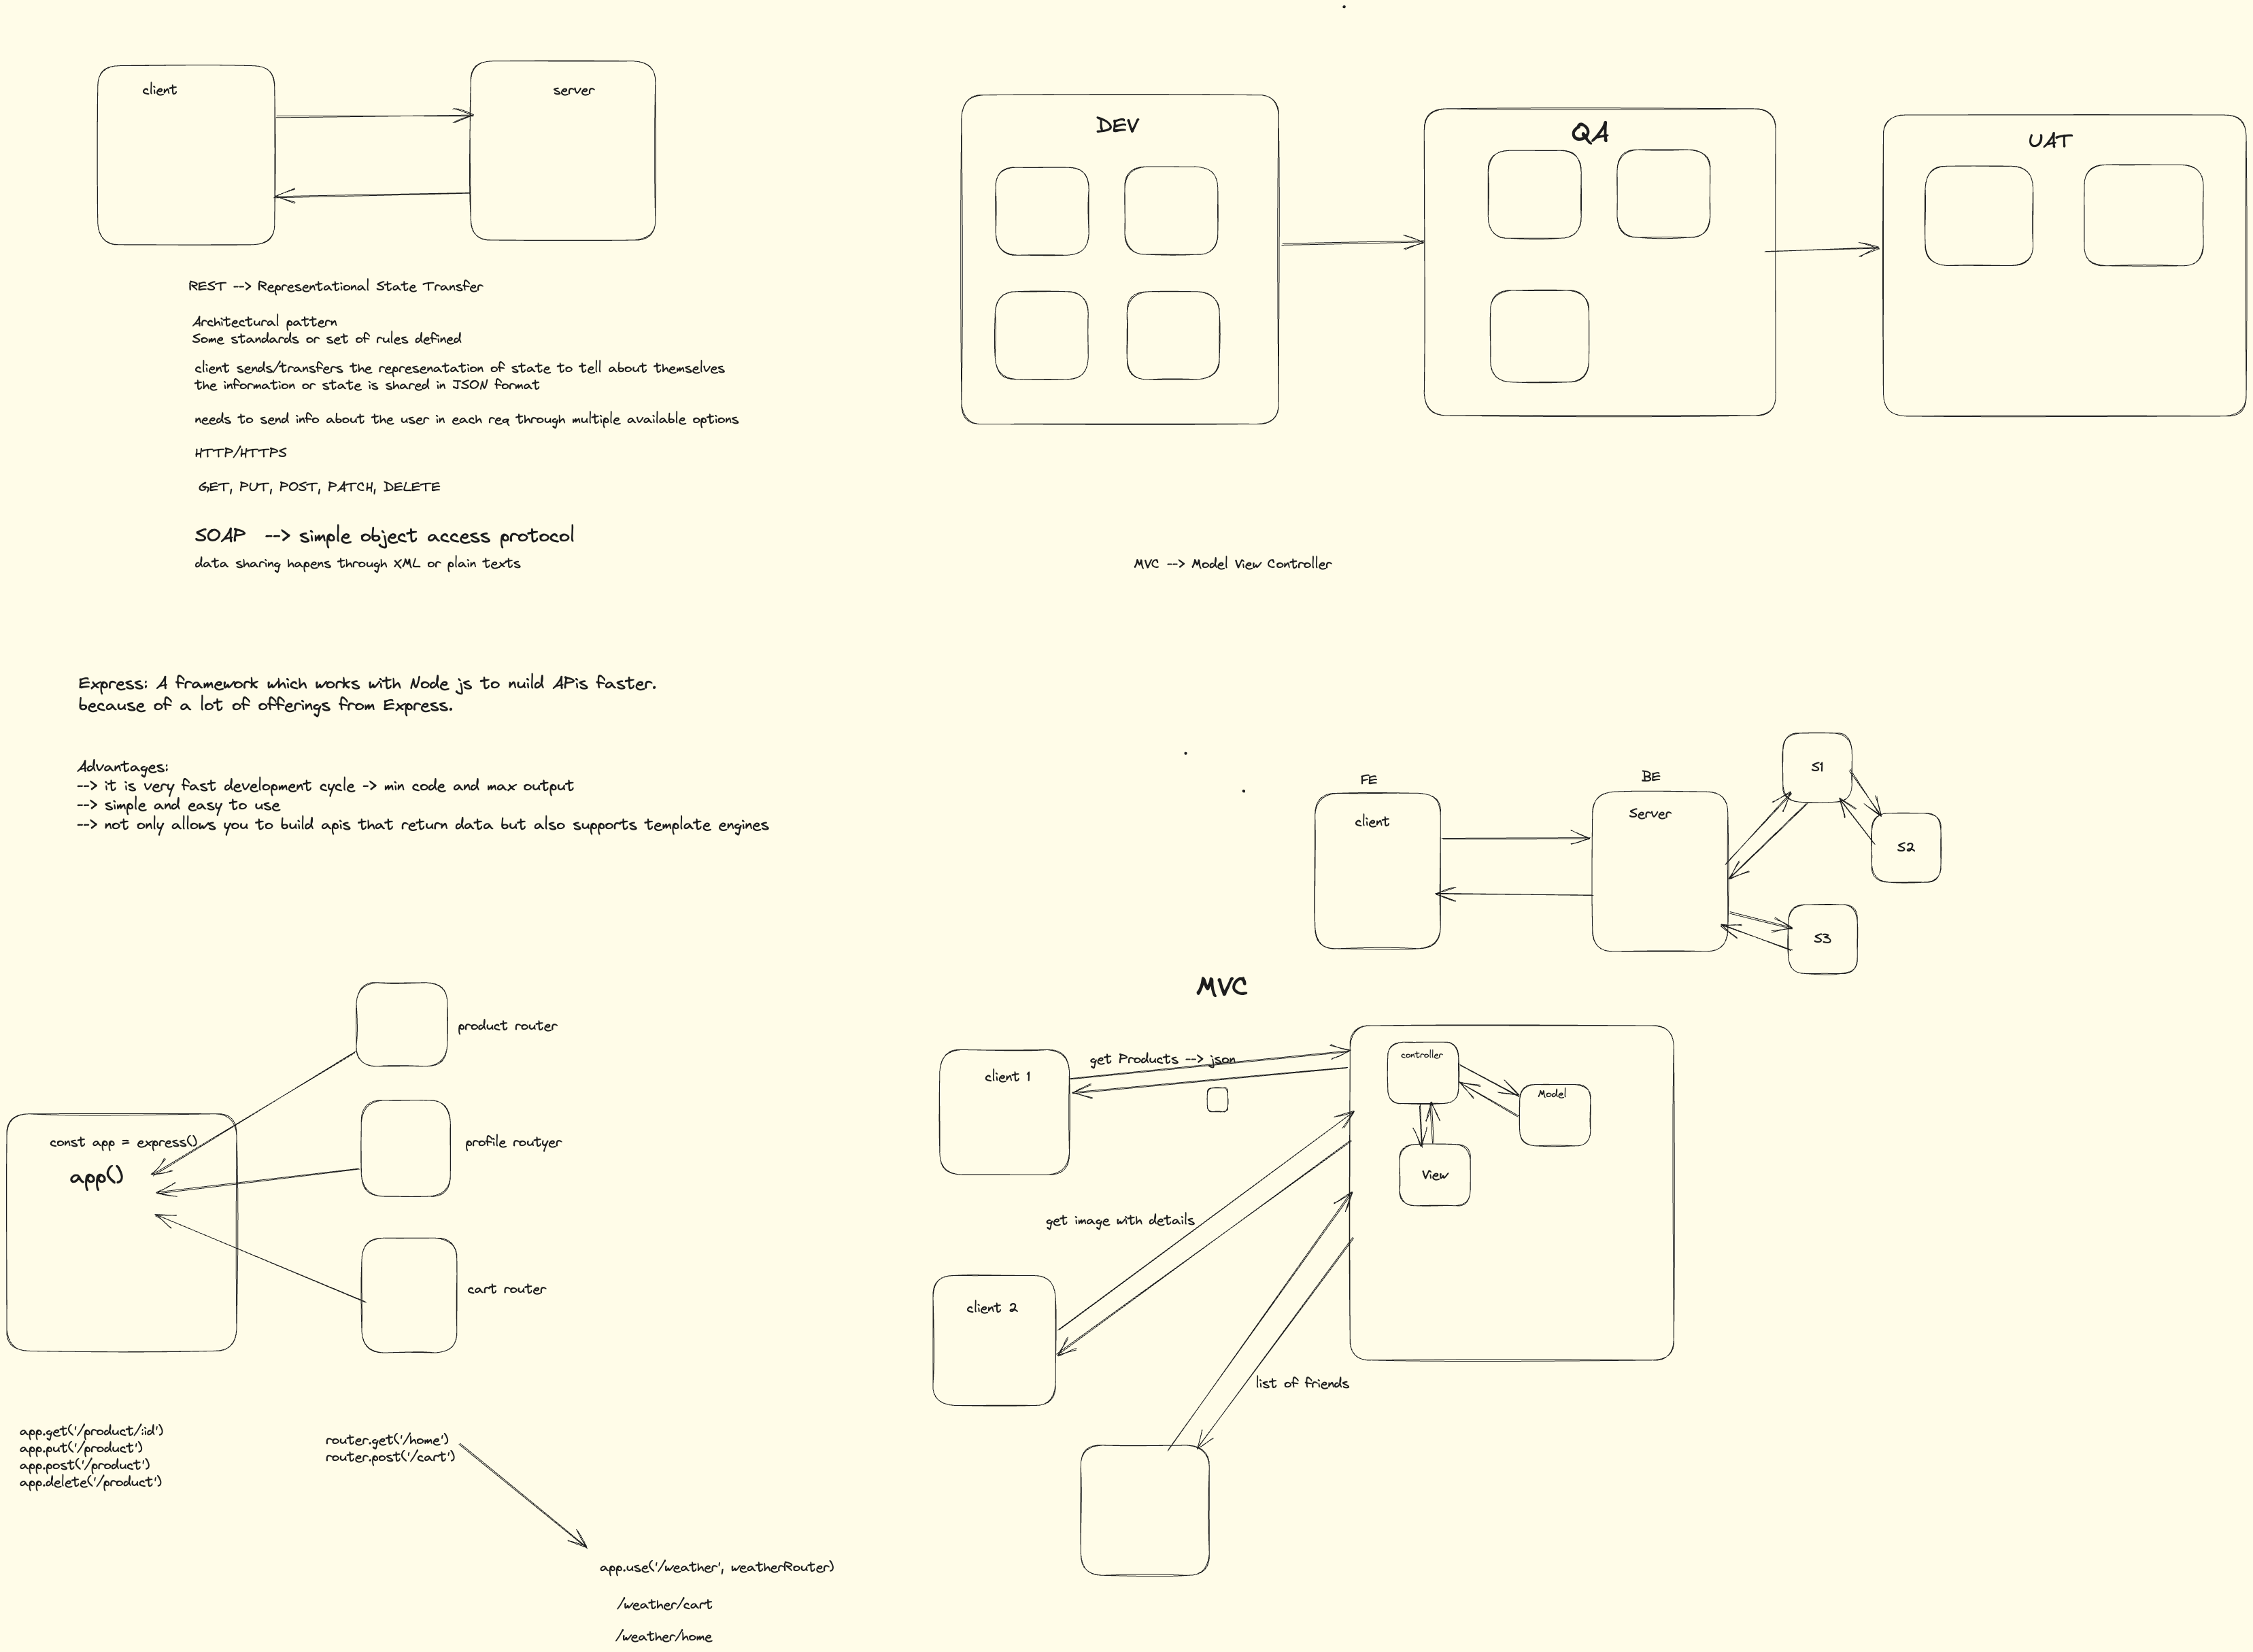 client
server
REST --> Representational State Transfer
Architectural pattern
Some standards or set of rules defined
client sends/transfers the represenatation of state to tell about themselves
the information or state is shared in JSON format
needs to send info about the user in each req through multiple available options
HTTP/HTTPS
GET, PUT, POST, PATCH, DELETE
SOAP --> simple object access protocol
data sharing hapens through XML or plain texts
DEV
QA
UAT
MVC --> Model View Controller
Express: A framework which works with Node js to nuild APis faster.
because of a lot of offerings from Express.
Advantages:
--> it is very fast development cycle -> min code and max output
--> simple and easy to use
--> not only allows you to build apis that return data but also supports template engines
FE
BE
client
Server
S1
S2
S3
product router
profile routyer
cart router
const app = express()
app()
app.get('/product/:id')
app.put('/product')
app.post('/product')
app.delete('/product')
router.get('/home')
router.post('/cart')
app.use('/weather', weatherRouter)
/weather/cart
/weather/home
MVC
client 1
get Products --> json
controller
Model
View
get image with details
client 2
list of friends